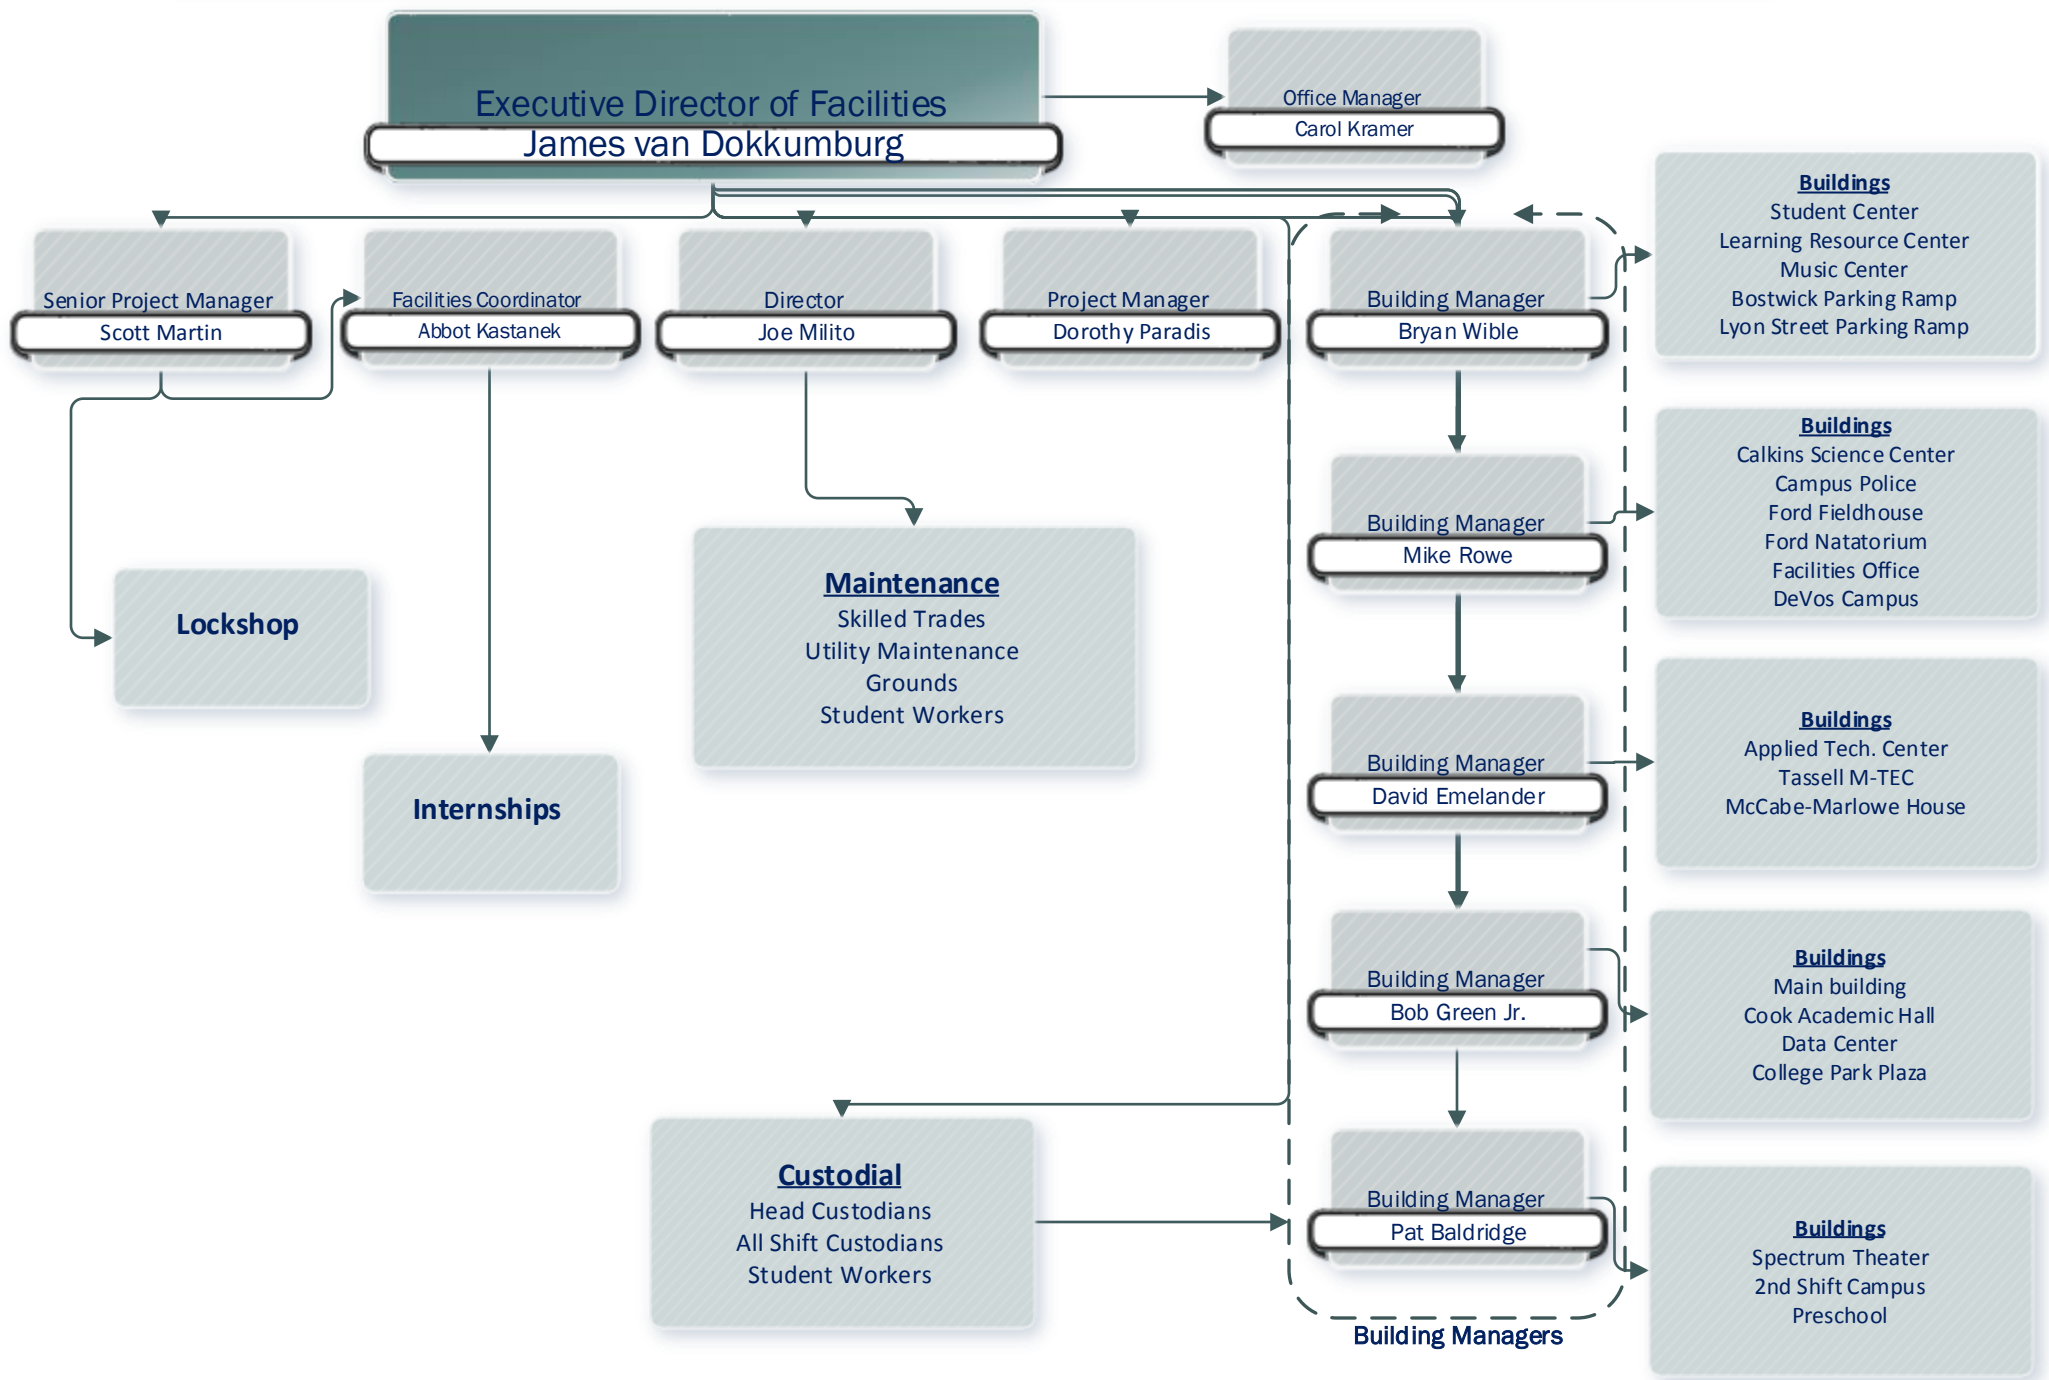 Executive Director of Facilities
James van Dokkumburg
Office Manager
Carol Kramer
Senior Project Manager
Scott Martin
Facilities Coordinator
Abbot Kastanek
Director
Joe Milito
Project Manager
Dorothy Paradis
Building Manager
Bryan Wible
Buildings
Student Center
Learning Resource Center
Music Center
Bostwick Parking Ramp
Lyon Street Parking Ramp
Building Manager
Mike Rowe
Buildings
Calkins Science Center
Campus Police
Ford Fieldhouse
Ford Natatorium
Facilities Office
DeVos Campus
Lockshop
Maintenance
Skilled Trades
Utility Maintenance
Grounds
Student Workers
Internships
Building Manager
David Emelander
Buildings
Applied Tech. Center
Tassell M-TEC
McCabe-Marlowe House
Building Manager
Bob Green Jr.
Buildings
Main building
Cook Academic Hall
Data Center
College Park Plaza
Custodial
Head Custodians
All Shift Custodians
Student Workers
Building Manager
Pat Baldridge
Buildings
Spectrum Theater
2nd Shift Campus
Preschool
Building Managers